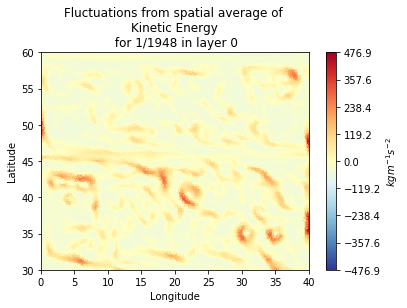 Fluctuations from spatial average of
Kinetic Energy
for 1/1948 in layer 0
60
55
50
45
40
35
30
Latitude
0 5 10 15 20 25 30 35 40
Longitude
476.9
357.6
238.4
119.2
0.0
−119.2
−238.4
−357.6
−476.9
kgm⁻¹s⁻²